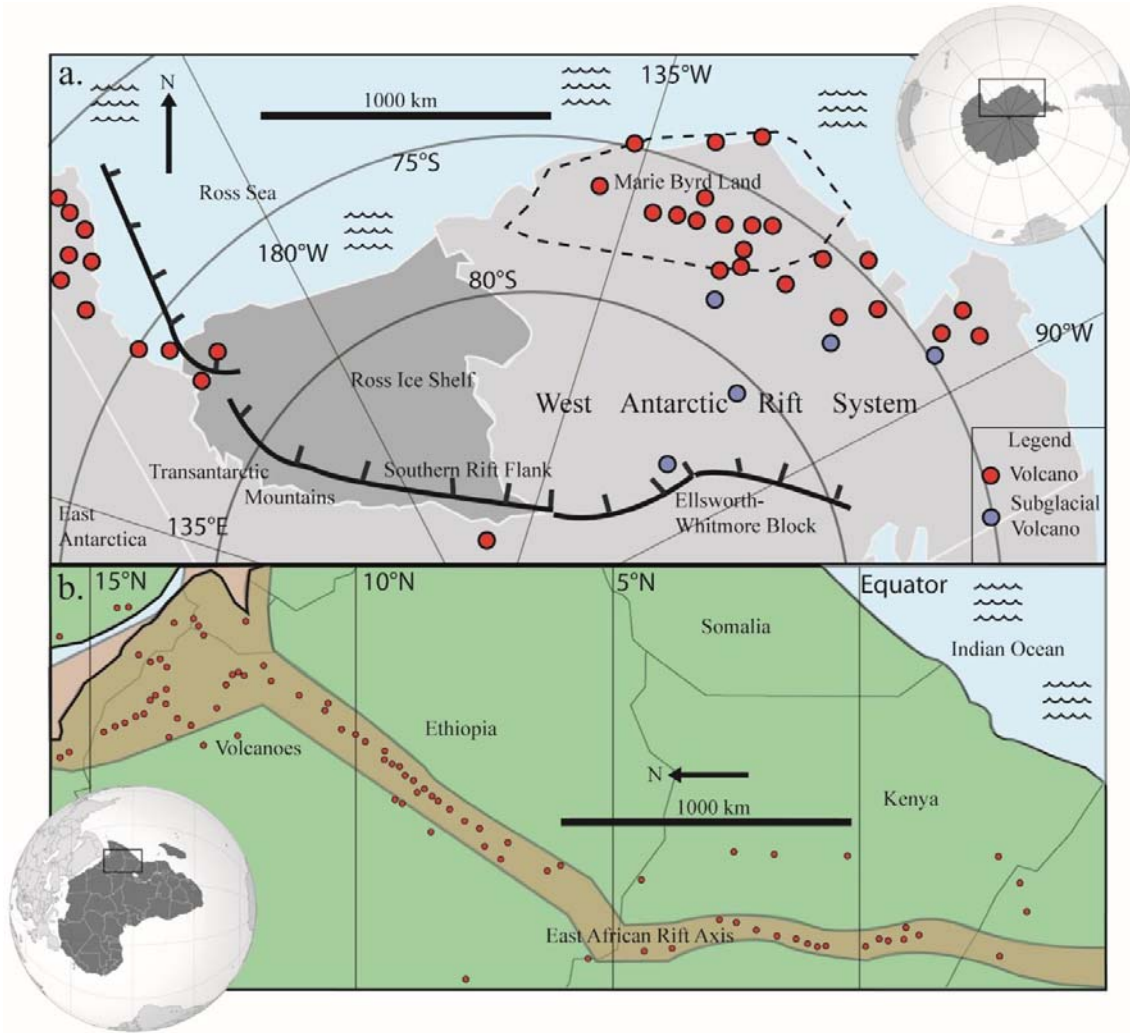 a.
N
1000 km
135°W
75°S
Ross Sea
Marie Byrd Land
180°W
80°S
90°W
Ross Ice Shelf
West Antarctic Rift System
Legend
Volcano
Subglacial
Volcano
Transantarctic
Mountains
Southern Rift Flank
Ellsworth-
Whitmore Block
East
Antarctica
135°E
b.
15°N
10°N
5°N
Equator
Somalia
Indian Ocean
Ethiopia
Volcanoes
N
1000 km
Kenya
East African Rift Axis